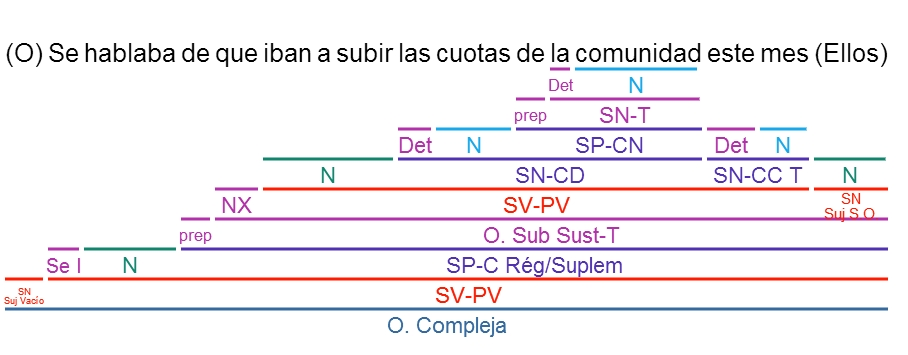 (O) Se hablaba de que iban a subir las cuotas de la comunidad este mes (Ellos)
Det N
prep SN-T
Det N SP-CN Det N
N SN-CD SN-CC T N
NX SV-PV SN
Suj S.O
prep O. Sub Sust-T
Se I N SP-C Rég/Suplem
SN
Suj Vacío
SV-PV
O. Compleja